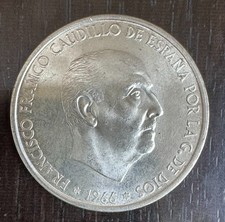 FRANCISCO FRANCO CAUDILLO DE ESPAÑA POR LA G. DE DIOS
1966